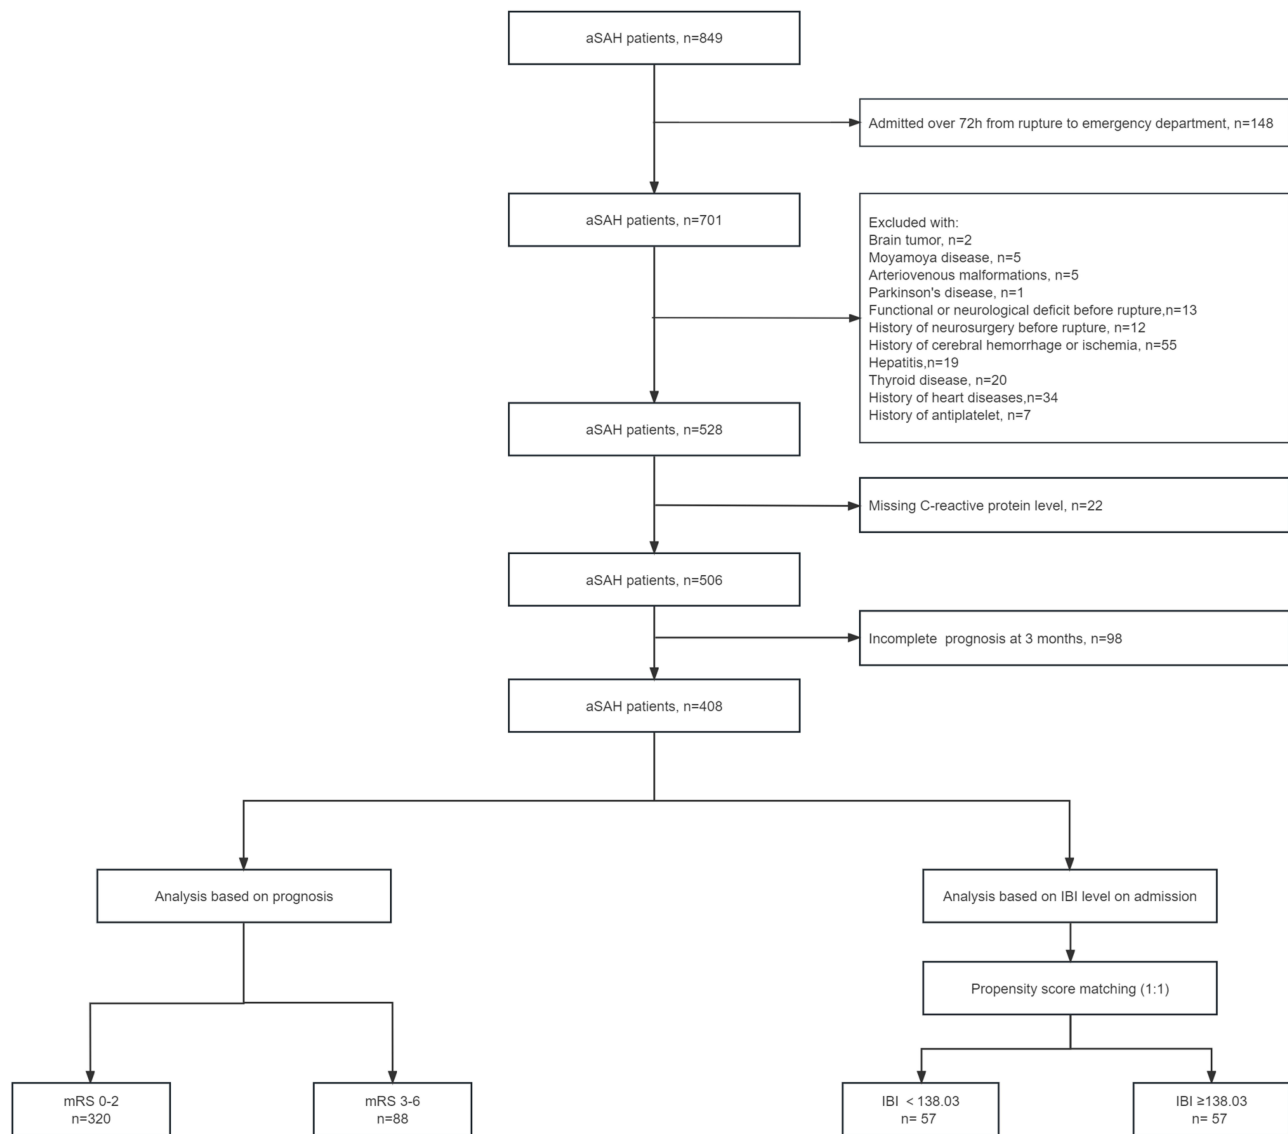 aSAH patients, n=849
Admitted over 72h from rupture to emergency department, n=148
aSAH patients, n=701
Excluded with:
Brain tumor, n=2
Moyamoya disease, n=5
Arteriovenous malformations, n=5
Parkinson's disease, n=1
Functional or neurological deficit before rupture,n=13
History of neurosurgery before rupture, n=12
History of cerebral hemorrhage or ischemia, n=55
Hepatitis,n=19
Thyroid disease, n=20
History of heart diseases,n=34
History of antiplatelet, n=7
aSAH patients, n=528
Missing C-reactive protein level, n=22
aSAH patients, n=506
Incomplete  prognosis at 3 months, n=98
aSAH patients, n=408
Analysis based on prognosis
Analysis based on IBI level on admission
Propensity score matching (1:1)
mRS 0-2
n=320
mRS 3-6
n=88
IBI  < 138.03
n= 57
IBI ≥138.03
n= 57